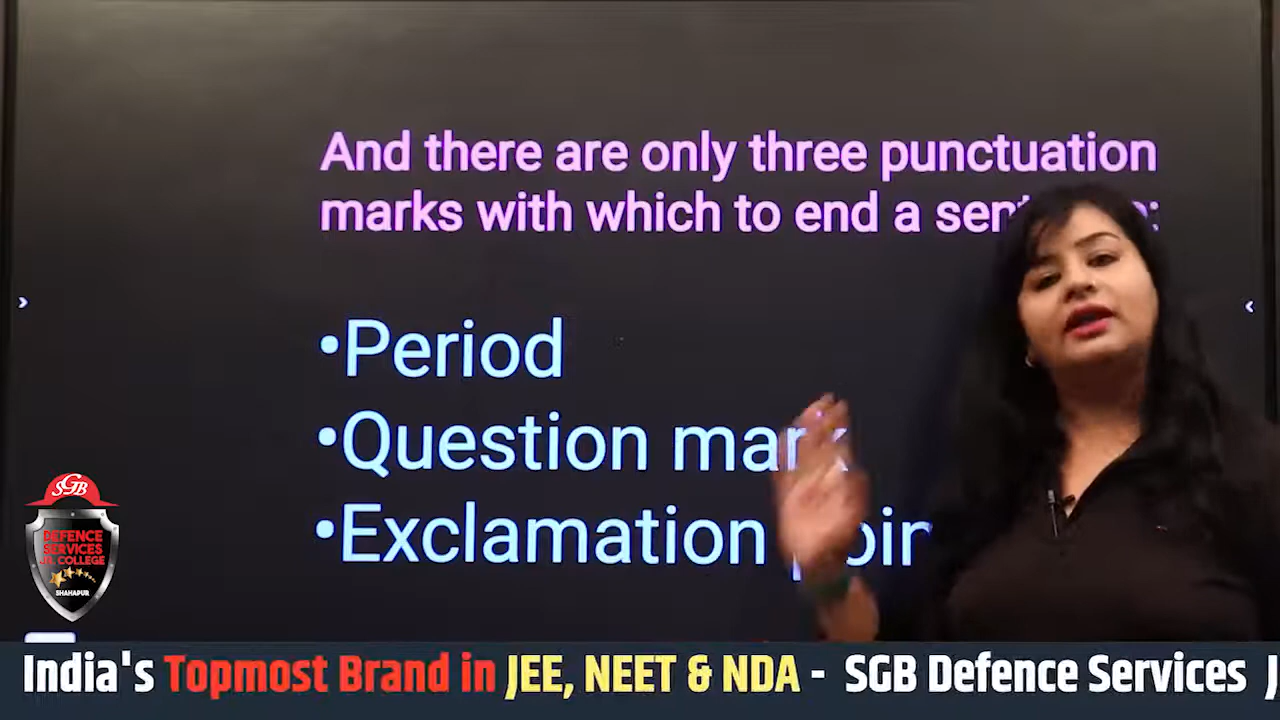 And there are only three punctuation
marks with which to end a
•Period
•Question mark
•Exclamation
SGB
DEFENCE
SERVICES
COLLEGE
SHAHAPUR
India's Topmost Brand in JEE, NEET & NDA - SGB Defence Services J